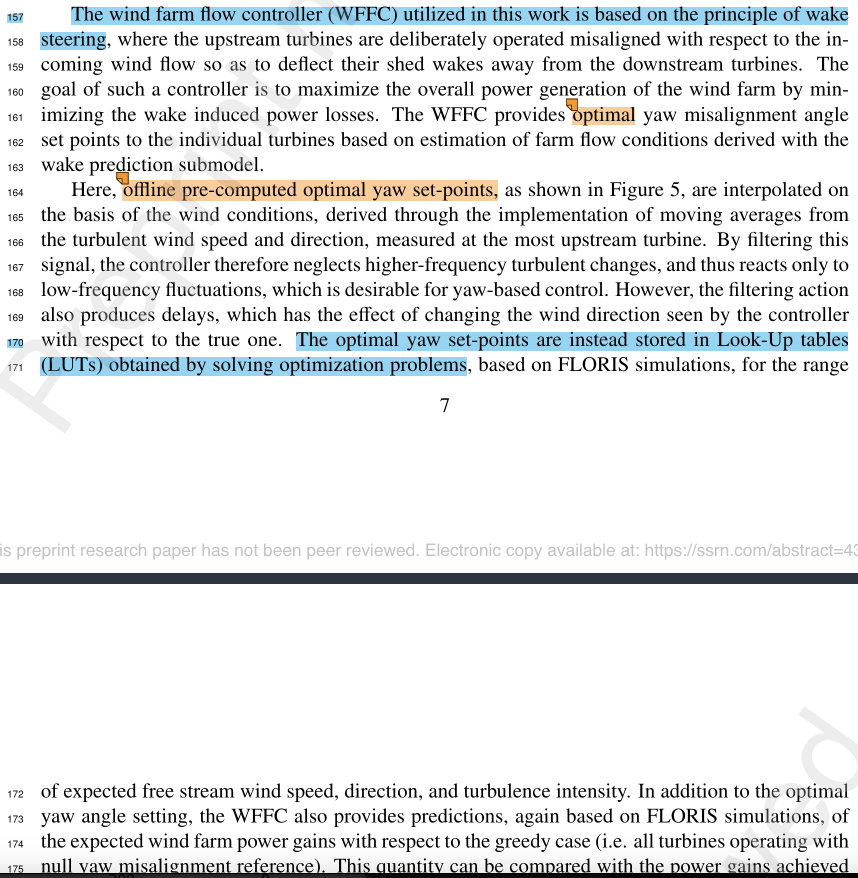 157 The wind farm flow controller (WFFC) utilized in this work is based on the principle of wake
158 steering, where the upstream turbines are deliberately operated misaligned with respect to the in-
159 coming wind flow so as to deflect their shed wakes away from the downstream turbines. The
160 goal of such a controller is to maximize the overall power generation of the wind farm by min-
161 imizing the wake induced power losses. The WFFC provides optimal yaw misalignment angle
162 set points to the individual turbines based on estimation of farm flow conditions derived with the
163 wake prediction submodel.
164 Here, offline pre-computed optimal yaw set-points, as shown in Figure 5, are interpolated on
165 the basis of the wind conditions, derived through the implementation of moving averages from
166 the turbulent wind speed and direction, measured at the most upstream turbine. By filtering this
167 signal, the controller therefore neglects higher-frequency turbulent changes, and thus reacts only to
168 low-frequency fluctuations, which is desirable for yaw-based control. However, the filtering action
169 also produces delays, which has the effect of changing the wind direction seen by the controller
170 with respect to the true one. The optimal yaw set-points are instead stored in Look-Up tables
171 (LUTs) obtained by solving optimization problems, based on FLORIS simulations, for the range
7
is preprint research paper has not been peer reviewed. Electronic copy available at: https://ssrn.com/abstract=43
172 of expected free stream wind speed, direction, and turbulence intensity. In addition to the optimal
173 yaw angle setting, the WFFC also provides predictions, again based on FLORIS simulations, of
174 the expected wind farm power gains with respect to the greedy case (i.e. all turbines operating with
175 null yaw misalignment reference). This quantity can be compared with the power gains achieved
Preprint n
wed